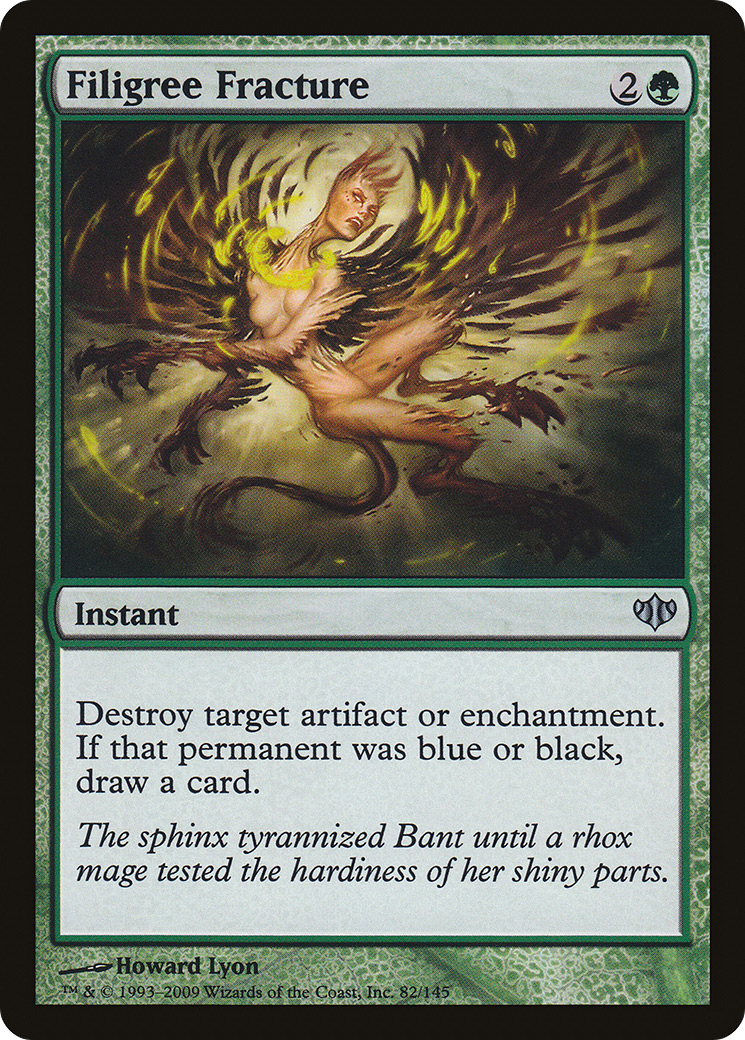 Filigree Fracture 2
Instant
Destroy target artifact or enchantment.
If that permanent was blue or black,
draw a card.
The sphinx tyrannized Bant until a rhox
mage tested the hardiness of her shiny parts.
Howard Lyon
™ & © 1993–2009 Wizards of the Coast, Inc. 82/145